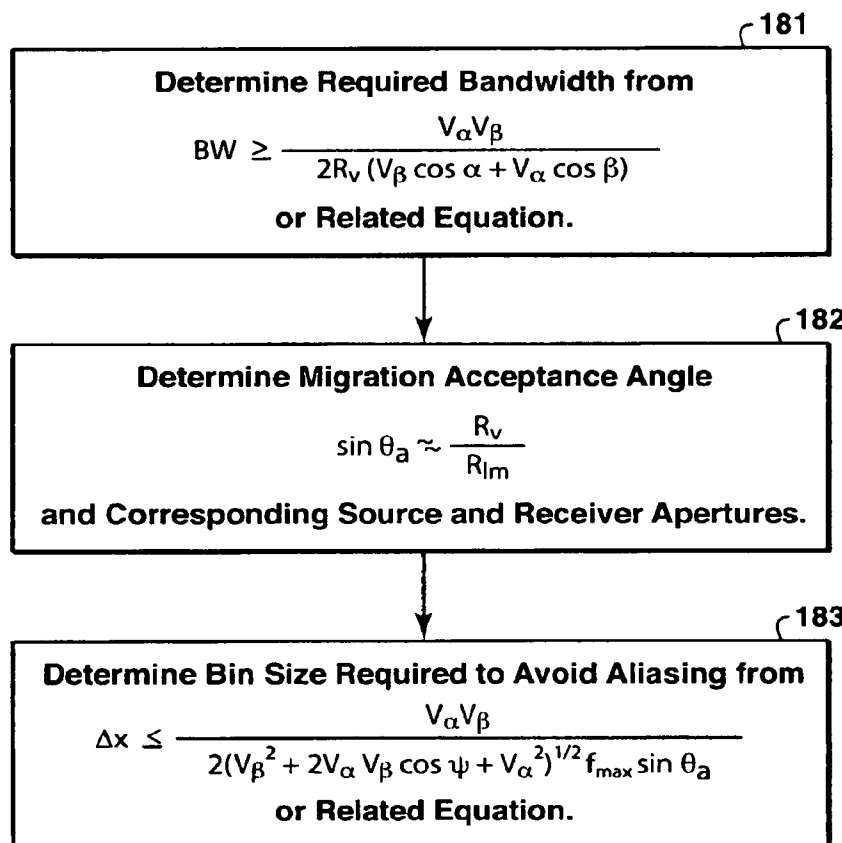 181
Determine Required Bandwidth from
BW ≥ VαVβ / 2Rv (Vβ cos α + Vα cos β)
or Related Equation.
182
Determine Migration Acceptance Angle
sin θa ≈ Rv / Rlm
and Corresponding Source and Receiver Apertures.
183
Determine Bin Size Required to Avoid Aliasing from
Δx ≤ VαVβ / 2(Vβ² + 2Vα Vβ cos ψ + Vα²)^1/2 fmax sin θa
or Related Equation.